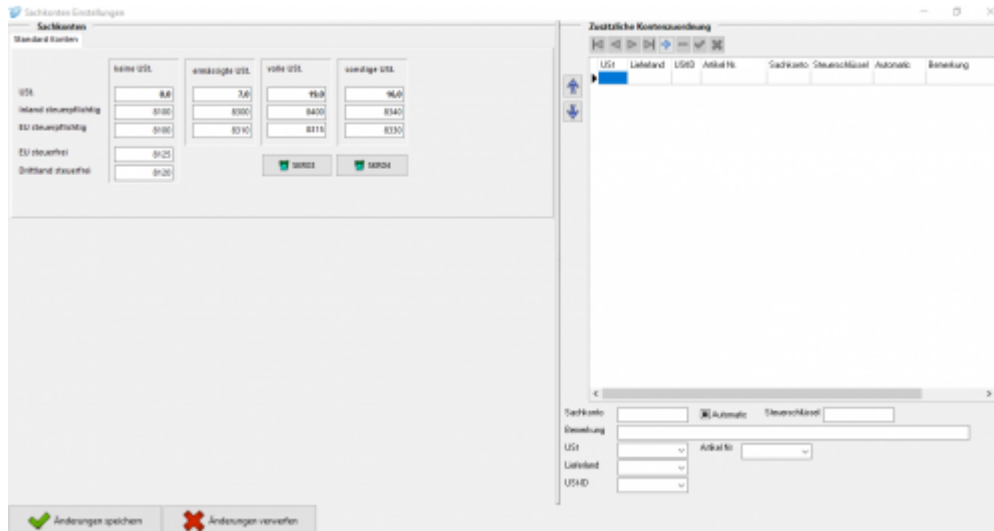 Sachkonten Einstellungen
Sachkonten
Standard Konten
keine USt. ermässigte USt. volle USt. sonstige USt.
USt. 0,0 7,0 19,0 16,0
Inland steuerpflichtig 8100 8300 8400 8340
EU steuerpflichtig 8100 8310 8315 8330
EU steuerfrei 8125
Drittland steuerfrei 8120
SKR03 SKR04
Zusätzliche Kontenzuordnung
USt Lieferland UStID Artikel Nr. Sachkonto Steuerschlüssel Automatic Bemerkung
Sachkonto Automatic Steuerschlüssel
Bemerkung
USt Artikel Nr
Lieferland
UStID
Änderungen speichern Änderungen verwerfen